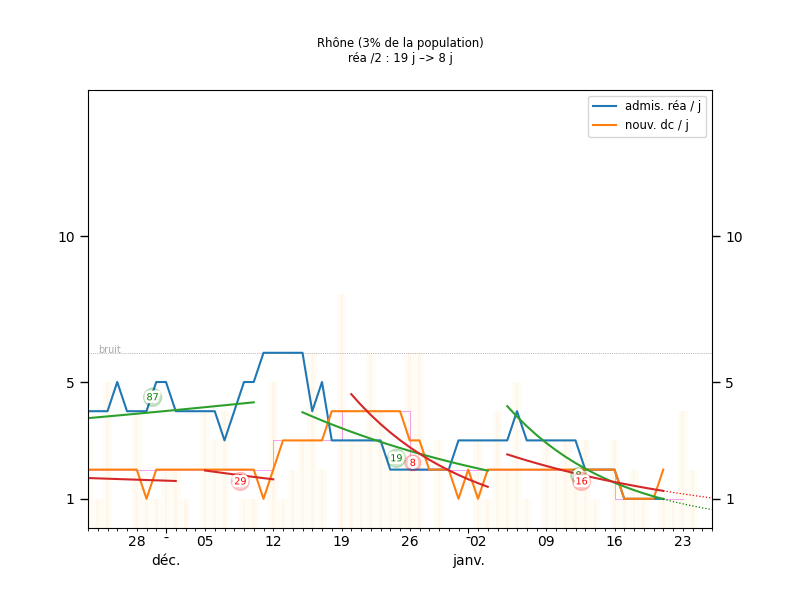 Rhône (3% de la population)
réa /2 : 19 j –> 8 j
admis. réa / j
nouv. dc / j
10 10
bruit
5 5
87
19 8
29
8
-16
1 1
28 05 12 19 26 02 09 16 23
déc. janv.